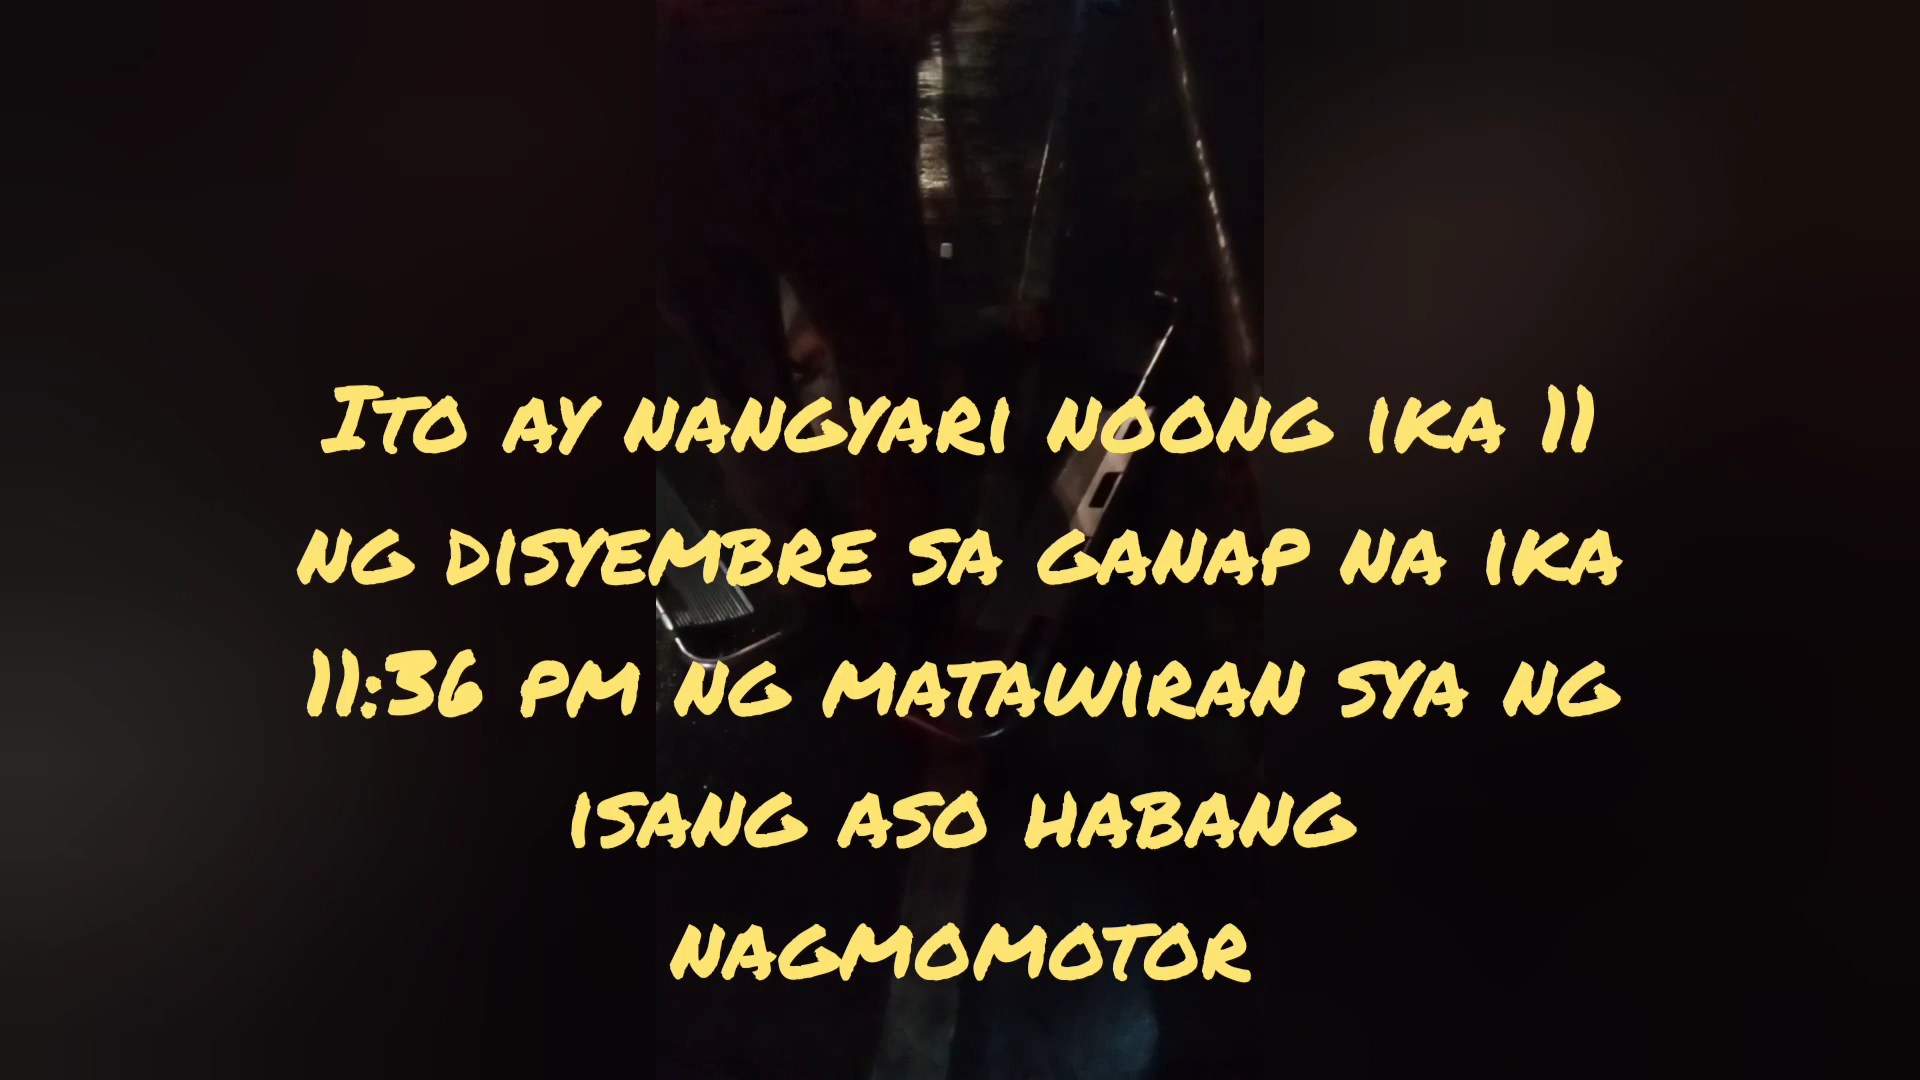 Ito ay nangyari noong ika 11
ng disyembre sa ganap na ika
11:36 pm ng matawiran sya ng
isang aso habang
nagmomotor